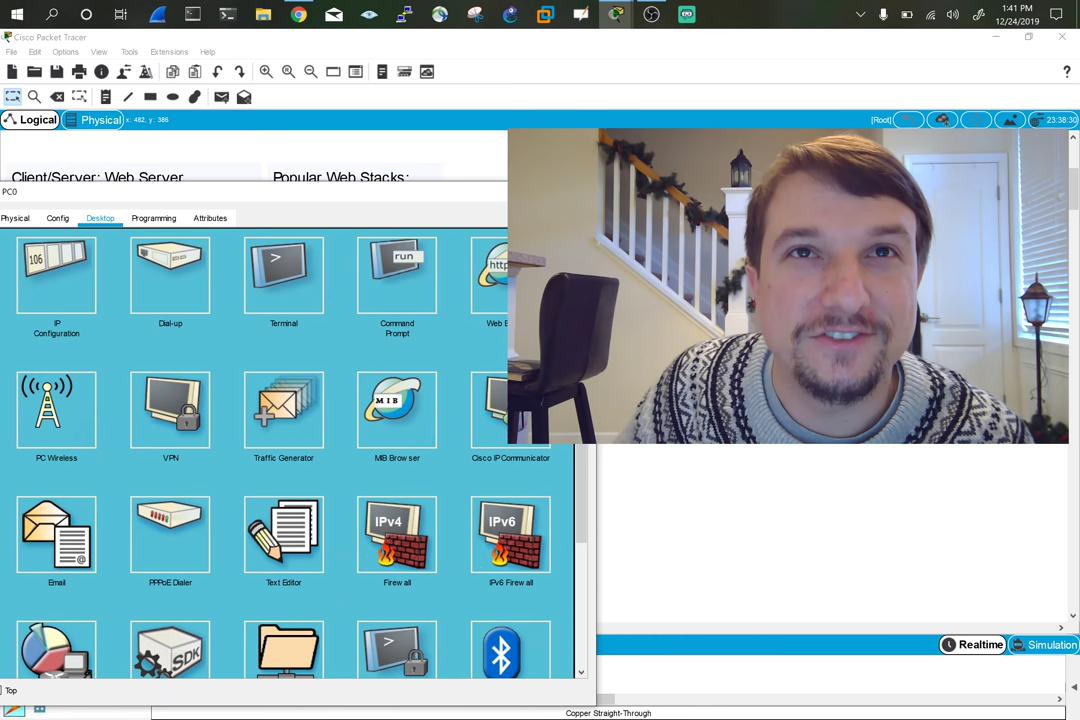 1:41 PM
12/24/2019
Cisco Packet Tracer
File Edit Options View Tools Extensions Help
?
Logical Physical x: 482, y: 386 [Root] 23:38:30
Client/Server: Web Server Popular Web Stacks:
PC0
Physical Config Desktop Programming Attributes
106 > run http
IP Configuration Dial-up Terminal Command Prompt Web B
MIB
PC Wireless VPN Traffic Generator MIB Browser Cisco IP Communicator
@ IPv4 IPv6
Email PPPoE Dialer Text Editor Firewall IPv6 Firewall
SDK >
Realtime Simulation
Top
Copper Straight-Through